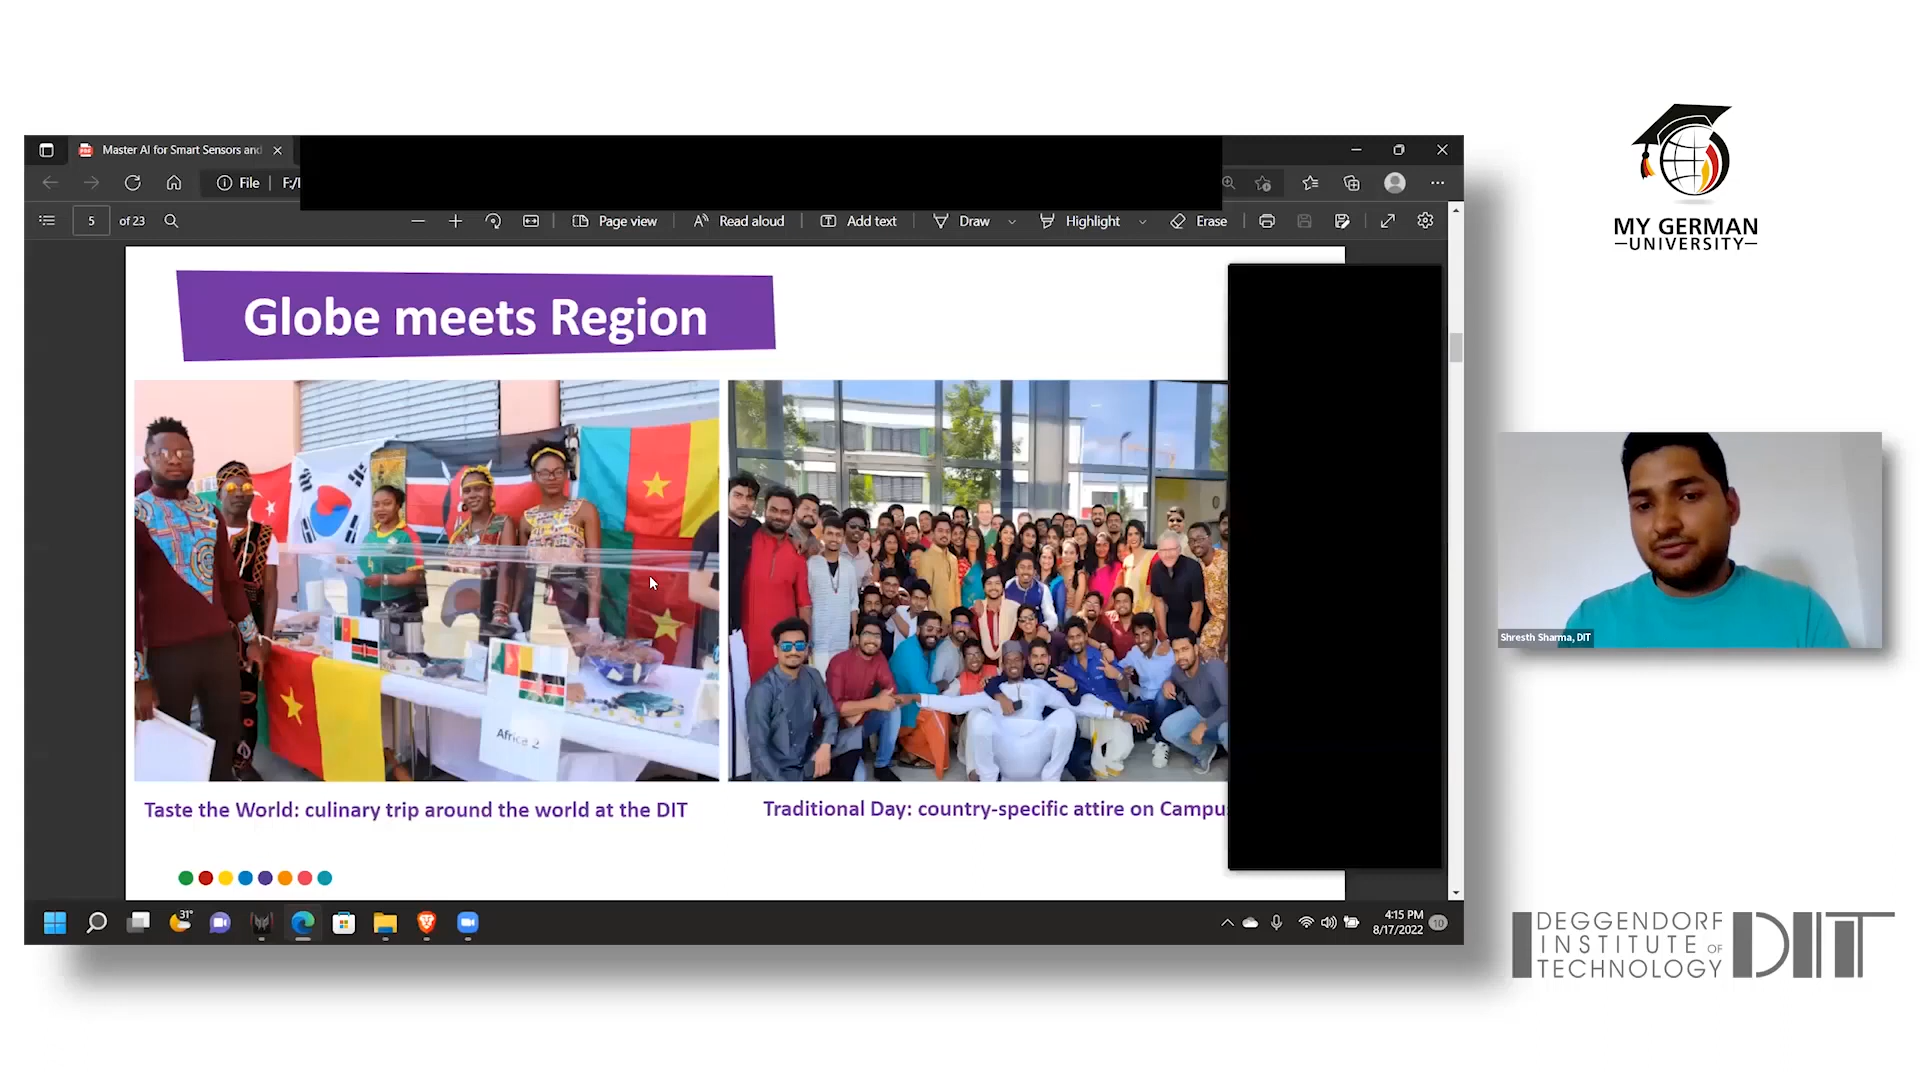 Master AI for Smart Sensors and
File
F:/
5
of 23
Page view
Read aloud
Add text
Draw
Highlight
Erase
Globe meets Region
Africa 2
Taste the World: culinary trip around the world at the DIT
Traditional Day: country-specific attire on Campus
31°
4:15 PM
8/17/2022
10
MY GERMAN
UNIVERSITY
Shresth Sharma, DIT
DEGGENDORF
INSTITUTE OF
TECHNOLOGY
DIT